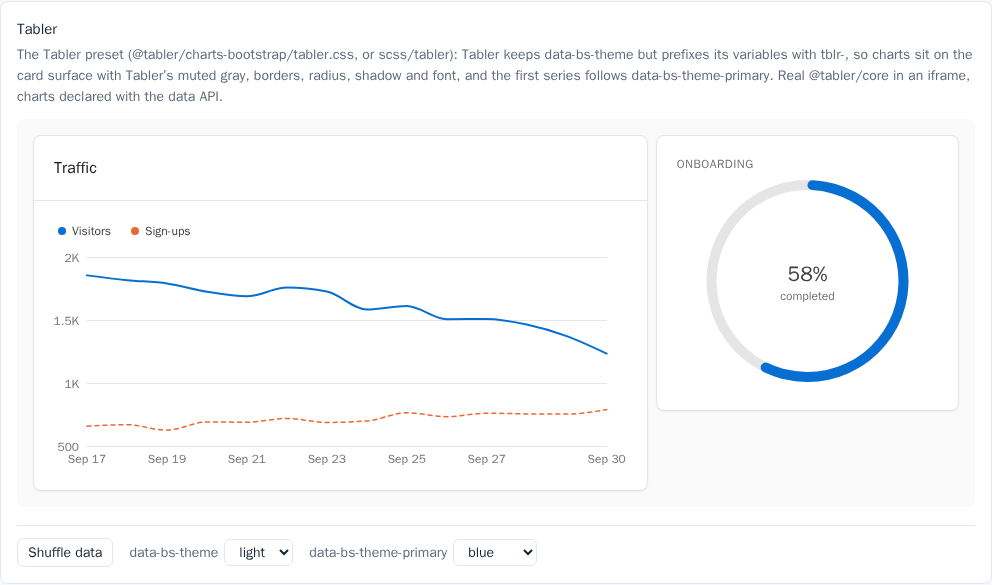 Tabler
The Tabler preset (@tabler/charts-bootstrap/tabler.css, or scss/tabler): Tabler keeps data-bs-theme but prefixes its variables with tblr-, so charts sit on the
card surface with Tabler's muted gray, borders, radius, shadow and font, and the first series follows data-bs-theme-primary. Real @tabler/core in an iframe,
charts declared with the data API.
Traffic
Visitors Sign-ups
2K
1.5K
1K
500
Sep 17 Sep 19 Sep 21 Sep 23 Sep 25 Sep 27 Sep 30
ONBOARDING
58%
completed
Shuffle data data-bs-theme light data-bs-theme-primary blue